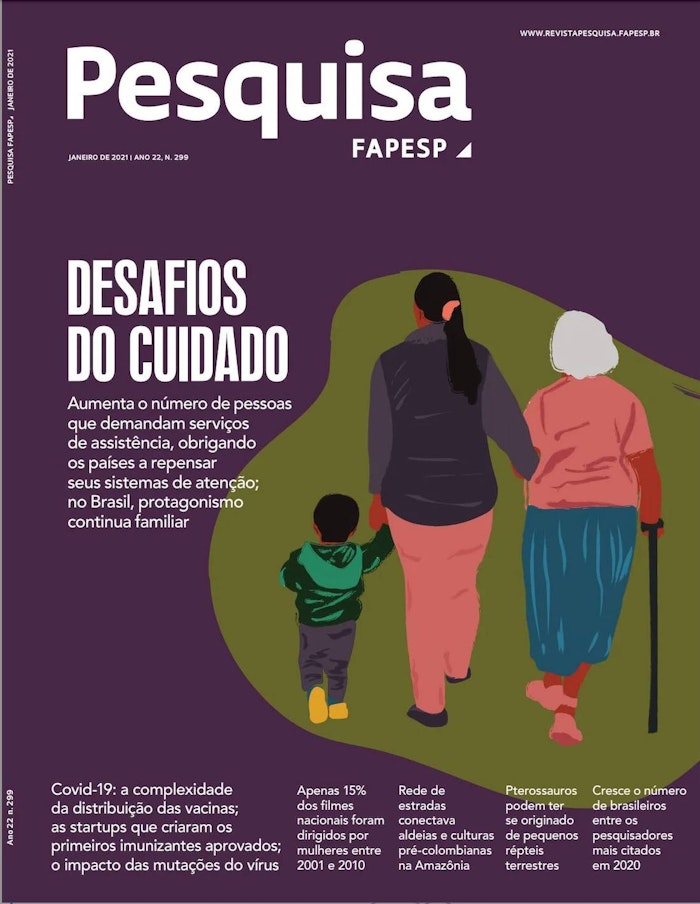 WWW.REVISTAPESQUISA.FAPESP.BR
PESQUISA FAPESP JANEIRO DE 2021
Pesquisa
FAPESP
JANEIRO DE 2021 | ANO 22, N. 299
DESAFIOS
DO CUIDADO
Aumenta o número de pessoas
que demandam serviços
de assistência, obrigando
os países a repensar
seus sistemas de atenção;
no Brasil, protagonismo
continua familiar
Ano 22 n. 299
Covid-19: a complexidade
da distribuição das vacinas;
as startups que criaram os
primeiros imunizantes aprovados;
o impacto das mutações do vírus
Apenas 15%
dos filmes
nacionais foram
dirigidos por
mulheres entre
2001 e 2010
Rede de
estradas
conectava
aldeias e culturas
pré-colombianas
na Amazônia
Pterossauros
podem ter
se originado
de pequenos
répteis
terrestres
Cresce o número
de brasileiros
entre os
pesquisadores
mais citados
em 2020